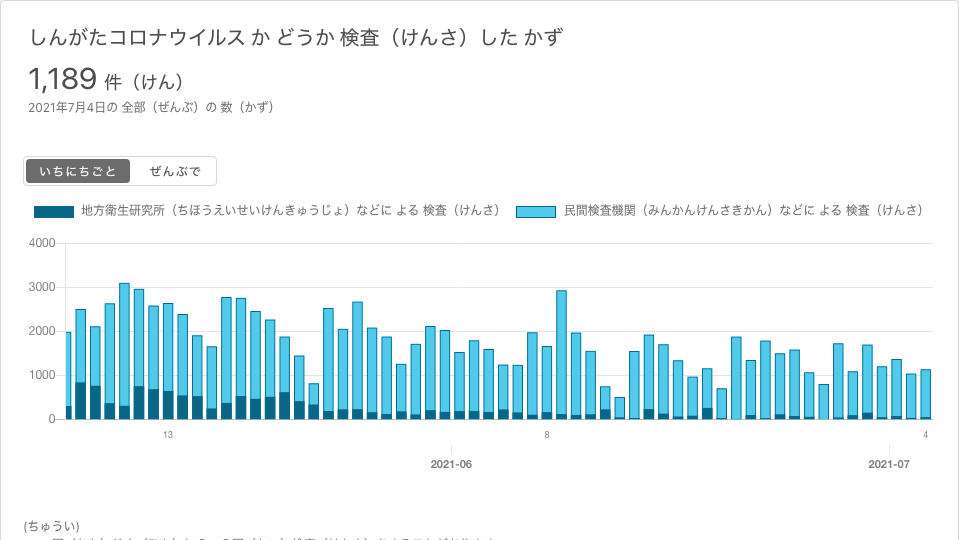 しんがたコロナウイルス か どうか 検査（けんさ）した かず
1,189 件（けん）
2021年7月4日の 全部（ぜんぶ）の 数（かず）
いちにちごと ぜんぶで
地方衛生研究所（ちほうえいせいけんきゅうじょ）などに よる 検査（けんさ） 民間検査機関（みんかんけんさきかん）などに よる 検査（けんさ）
4000
3000
2000
1000
0
13 8 4
2021-06 2021-07
(ちゅうい)